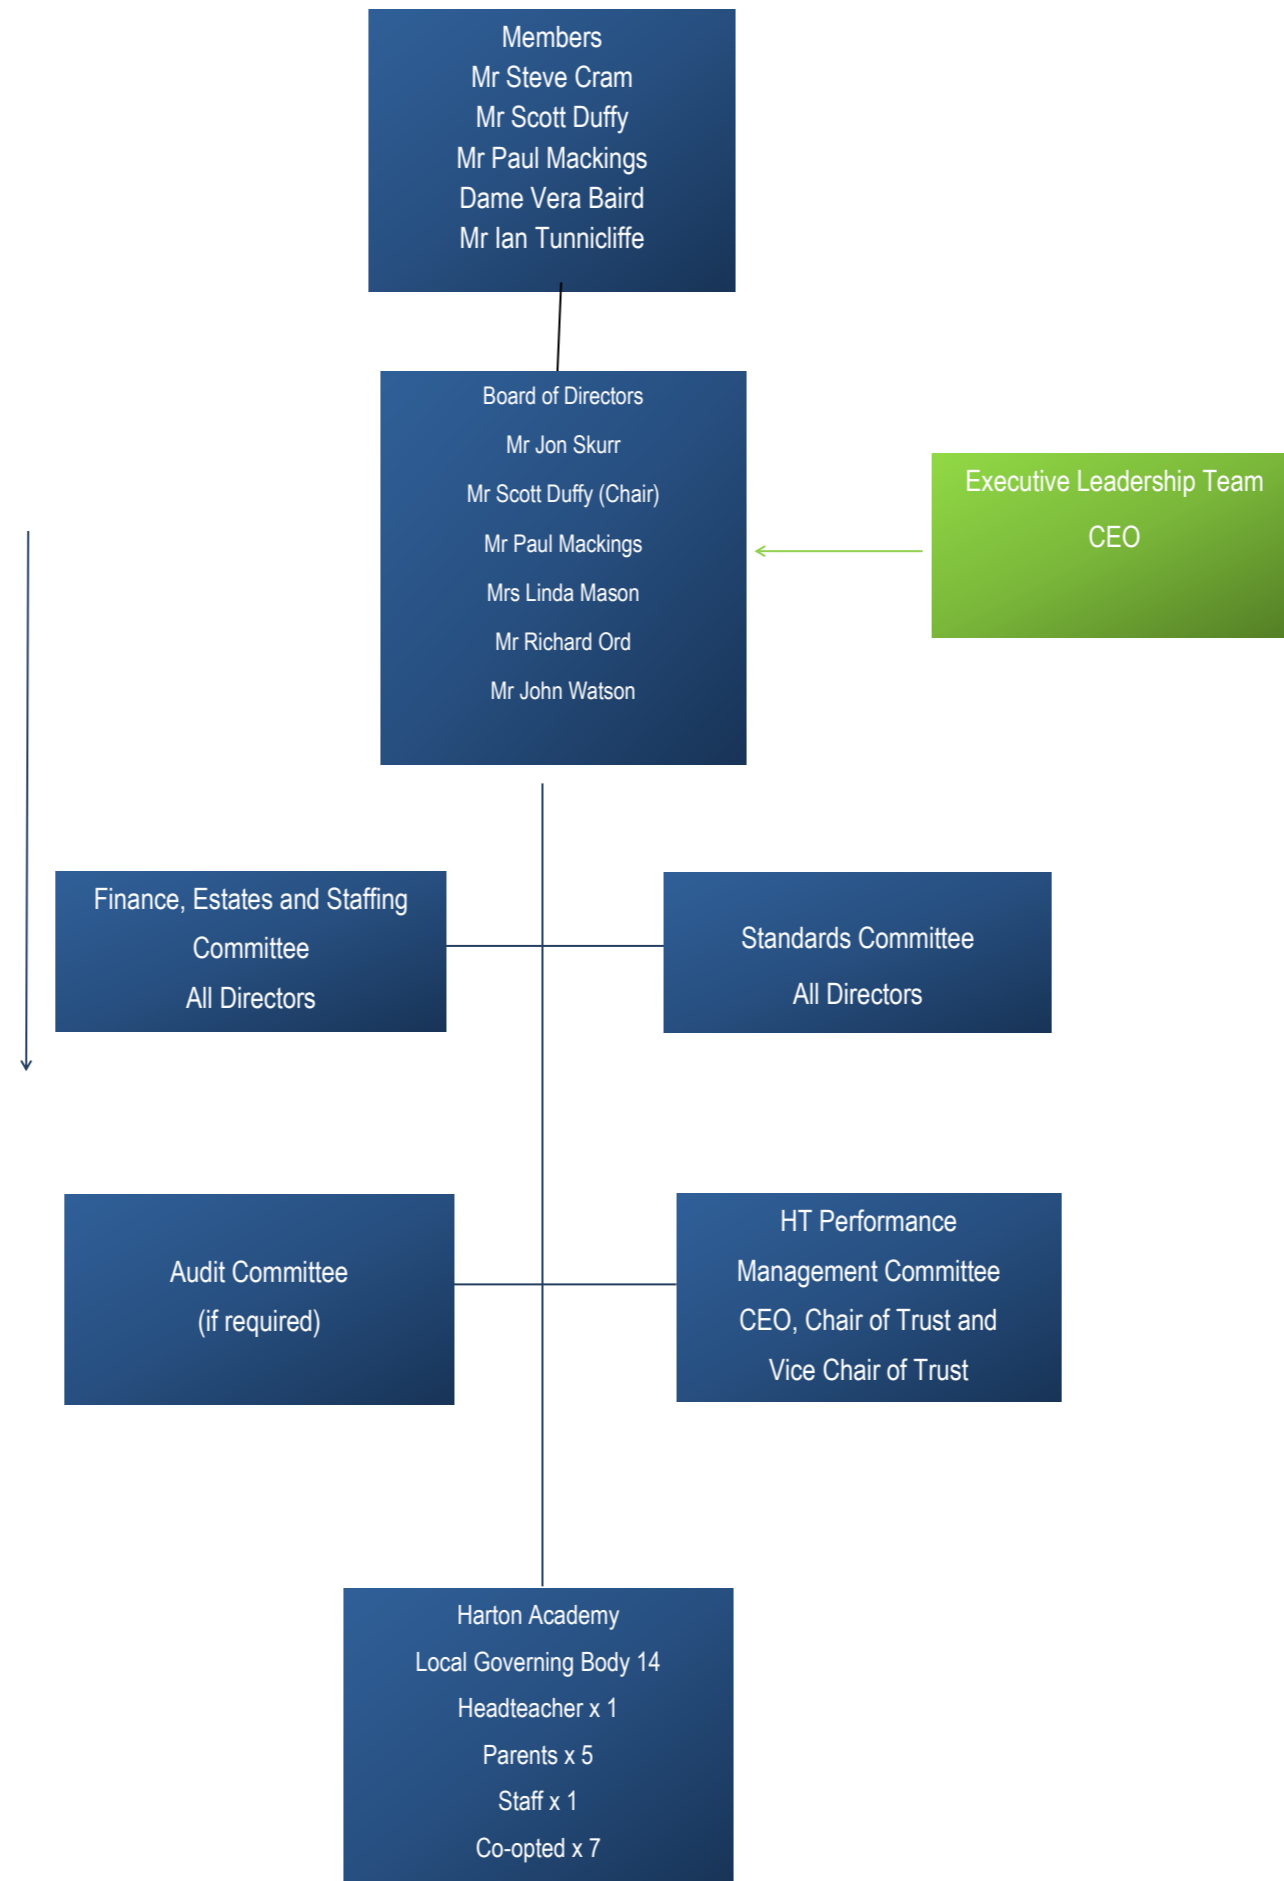 Members
Mr Steve Cram
Mr Scott Duffy
Mr Paul Mackings
Dame Vera Baird
Mr Ian Tunnicliffe
Board of Directors
Mr Jon Skurr
Mr Scott Duffy (Chair)
Mr Paul Mackings
Mrs Linda Mason
Mr Richard Ord
Mr John Watson
Executive Leadership Team
CEO
Finance, Estates and Staffing
Committee
All Directors
Standards Committee
All Directors
Audit Committee
(if required)
HT Performance
Management Committee
CEO, Chair of Trust and
Vice Chair of Trust
Harton Academy
Local Governing Body 14
Headteacher x 1
Parents x 5
Staff x 1
Co-opted x 7